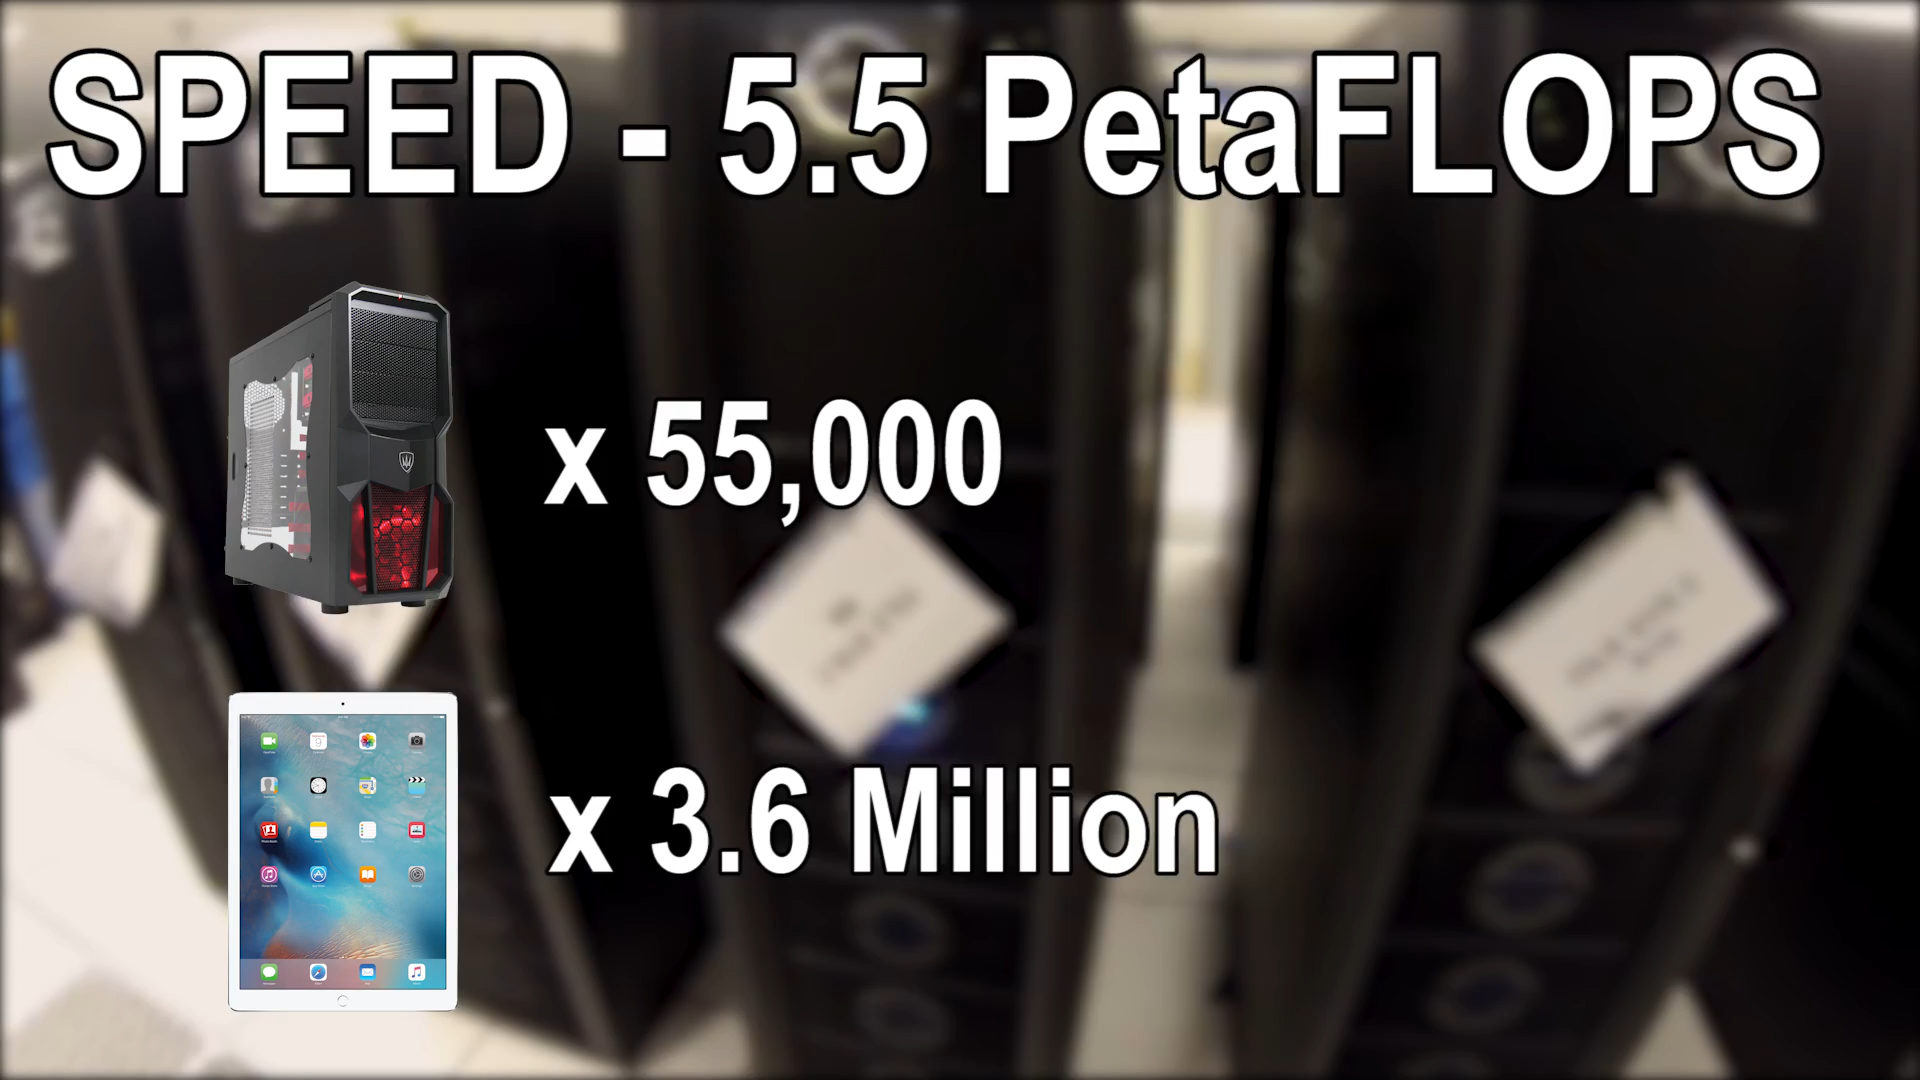 SPEED - 5.5 PetaFLOPS
x 55,000
x 3.6 Million